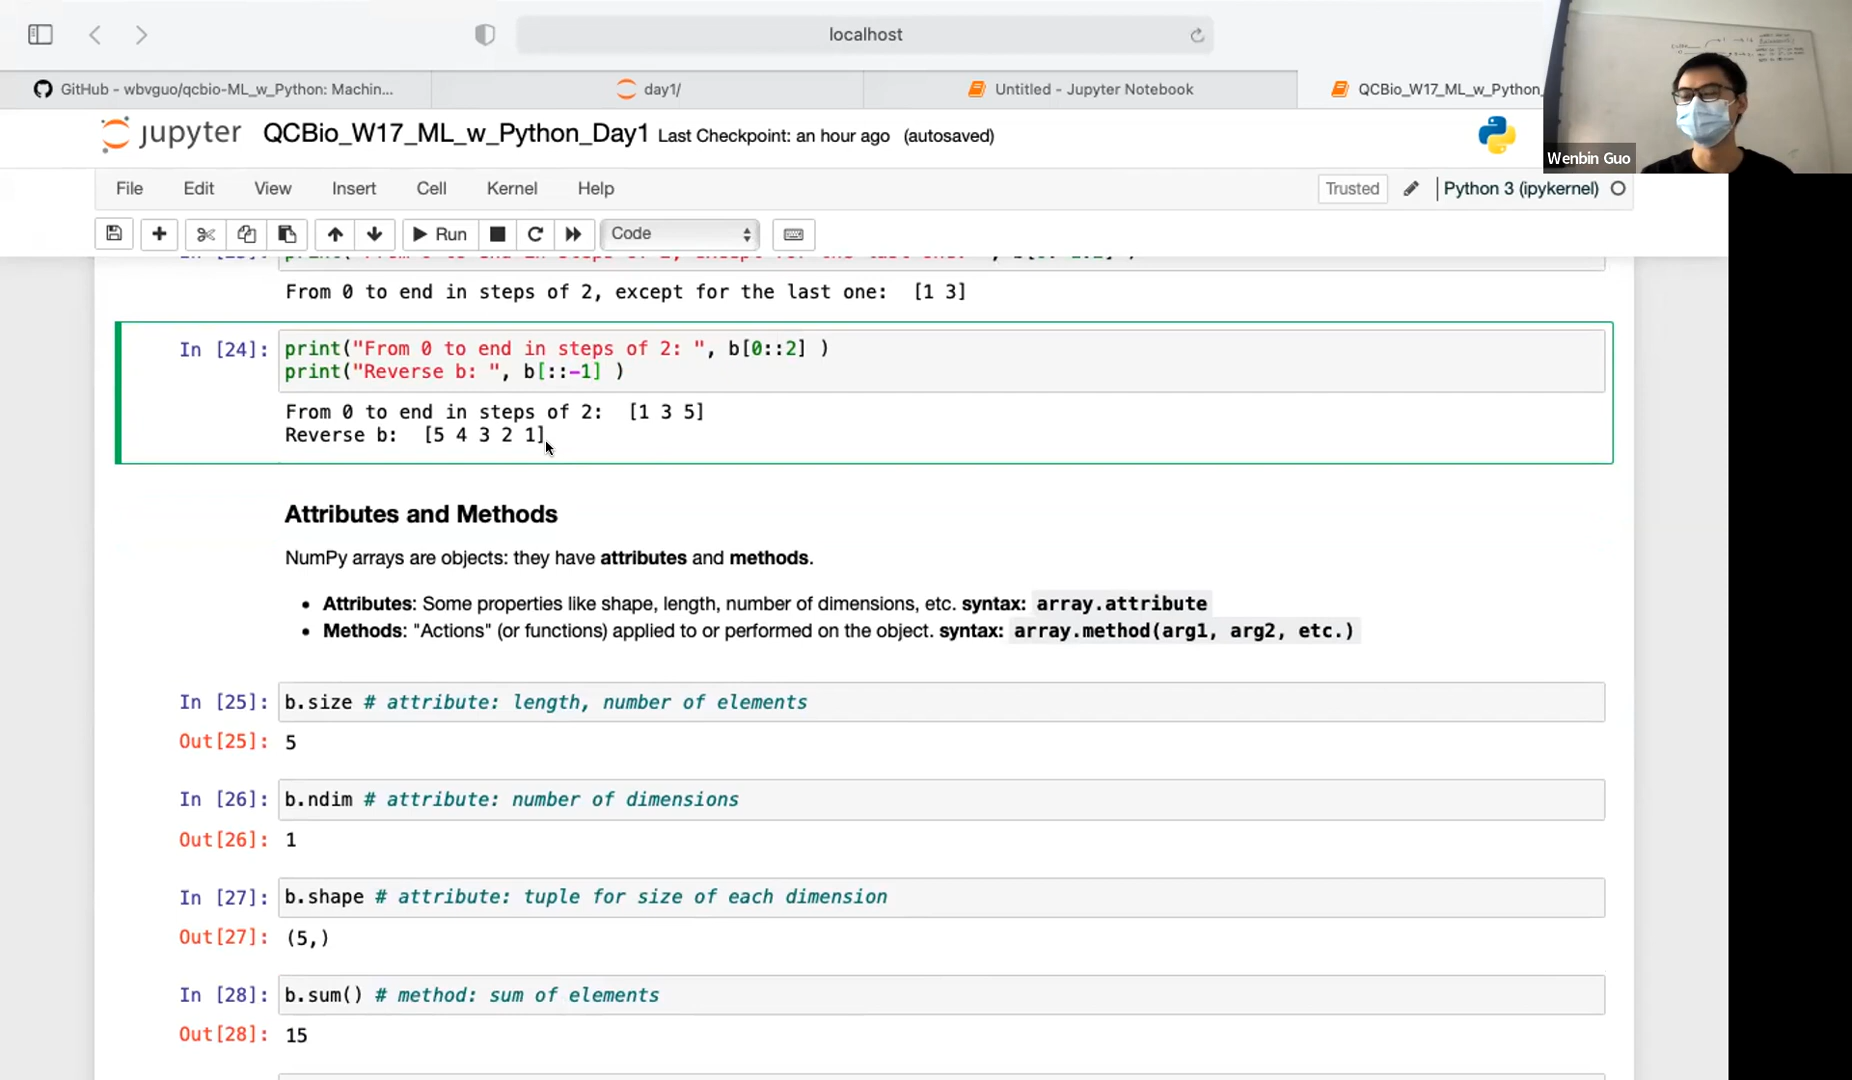 localhost
GitHub - wbvguo/qcbio-ML_w_Python: Machin...
day1/
Untitled - Jupyter Notebook
QCBio_W17_ML_w_Python_
Wenbin Guo
jupyter QCBio_W17_ML_w_Python_Day1 Last Checkpoint: an hour ago (autosaved)
File Edit View Insert Cell Kernel Help Trusted Python 3 (ipykernel)
Run Code
From 0 to end in steps of 2, except for the last one: [1 3]
In [24]: print("From 0 to end in steps of 2: ", b[0::2] )
print("Reverse b: ", b[::-1] )
From 0 to end in steps of 2: [1 3 5]
Reverse b: [5 4 3 2 1]
Attributes and Methods
NumPy arrays are objects: they have attributes and methods.
• Attributes: Some properties like shape, length, number of dimensions, etc. syntax: array.attribute
• Methods: "Actions" (or functions) applied to or performed on the object. syntax: array.method(arg1, arg2, etc.)
In [25]: b.size # attribute: length, number of elements
Out[25]: 5
In [26]: b.ndim # attribute: number of dimensions
Out[26]: 1
In [27]: b.shape # attribute: tuple for size of each dimension
Out[27]: (5,)
In [28]: b.sum() # method: sum of elements
Out[28]: 15